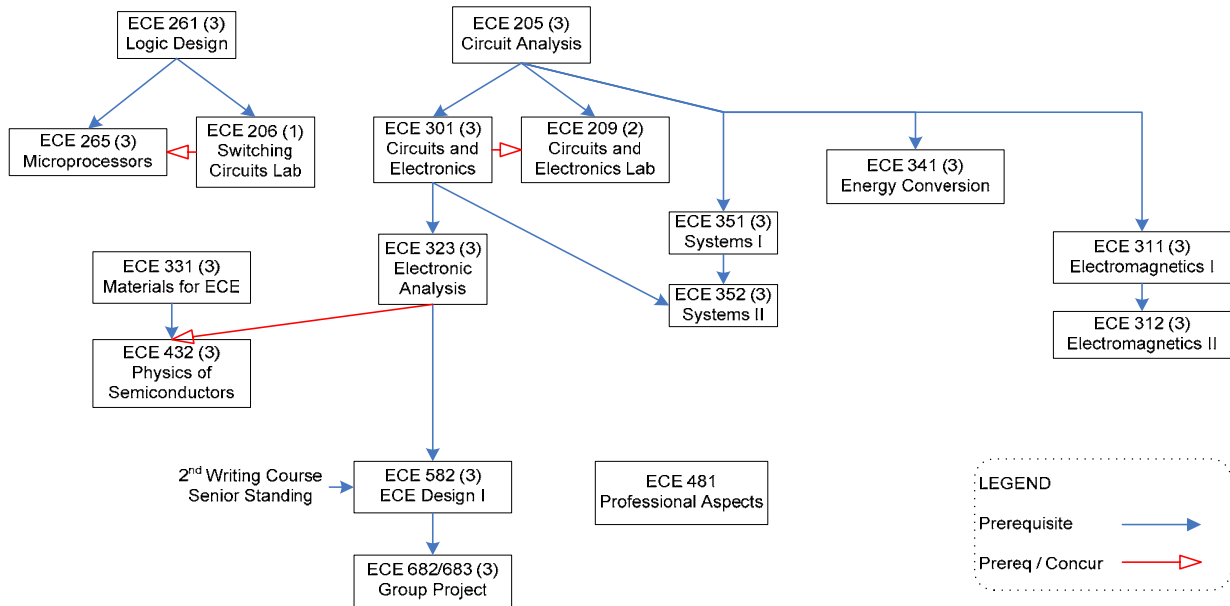 ECE 261 (3)
Logic Design
ECE 205 (3)
Circuit Analysis
ECE 265 (3)
Microprocessors
ECE 206 (1)
Switching
Circuits Lab
ECE 301 (3)
Circuits and
Electronics
ECE 209 (2)
Circuits and
Electronics Lab
ECE 341 (3)
Energy Conversion
ECE 351 (3)
Systems I
ECE 323 (3)
Electronic
Analysis
ECE 311 (3)
Electromagnetics I
ECE 331 (3)
Materials for ECE
ECE 352 (3)
Systems II
ECE 312 (3)
Electromagnetics II
ECE 432 (3)
Physics of
Semiconductors
2nd Writing Course
Senior Standing
ECE 582 (3)
ECE Design I
ECE 481
Professional Aspects
ECE 682/683 (3)
Group Project
LEGEND
Prerequisite
Prereq / Concur